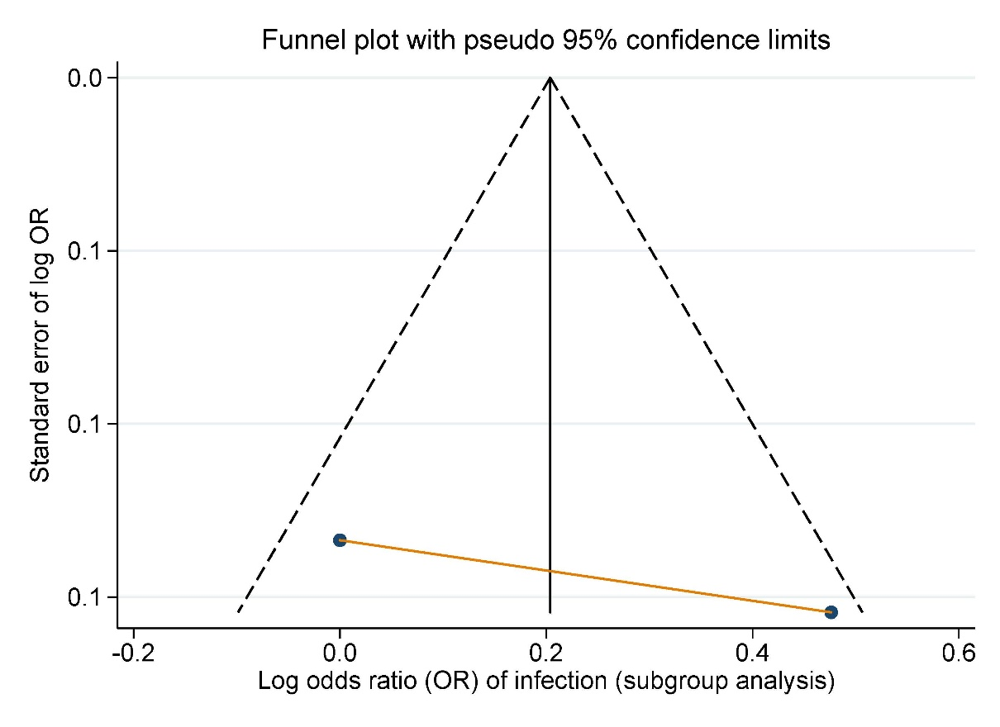 Funnel plot with pseudo 95% confidence limits
0.0
0.1
0.1
0.1
Standard error of log OR
-0.2 0.0 0.2 0.4 0.6
Log odds ratio (OR) of infection (subgroup analysis)